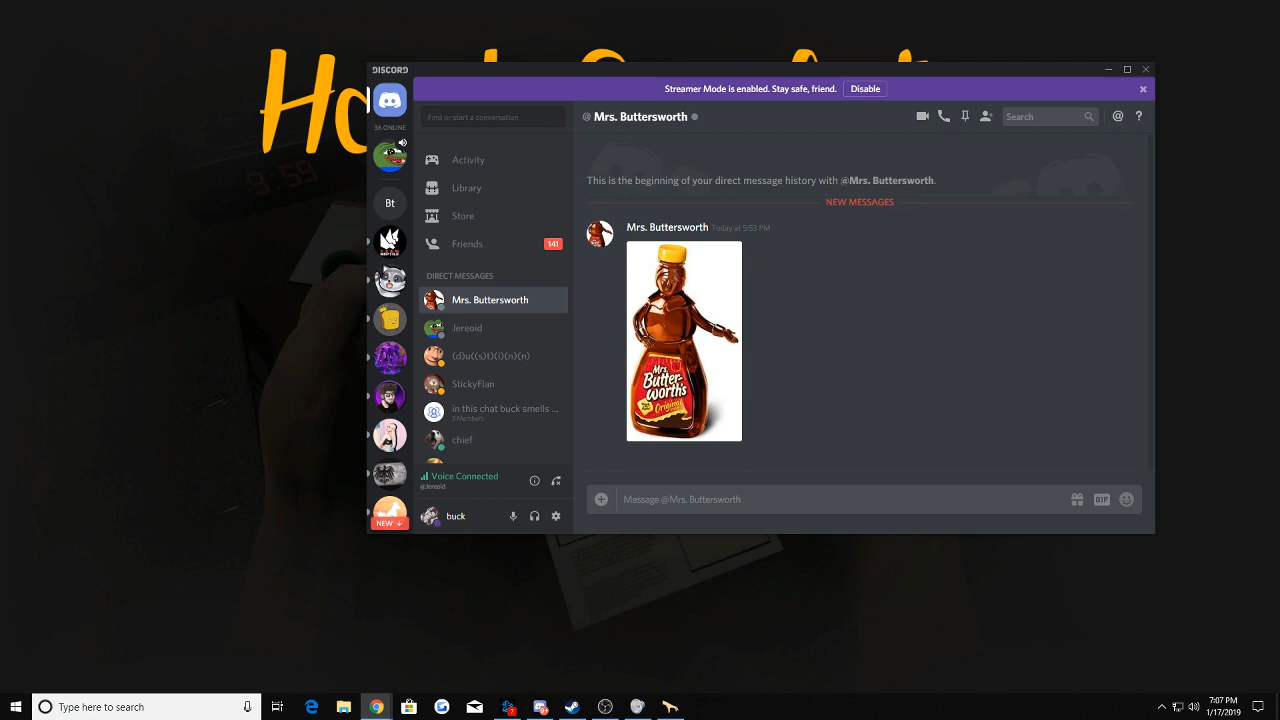 DISCORD
Streamer Mode is enabled. Stay safe, friend.
Disable
36 ONLINE
Find or start a conversation
@ Mrs. Buttersworth
Search
9:59
Activity
This is the beginning of your direct message history with @Mrs. Buttersworth.
Library
NEW MESSAGES
Bt
Store
Mrs. Buttersworth Today at 5:53 PM
Friends
141
DIRECT MESSAGES
Mrs. Buttersworth
Jereoid
(d)u((s)t)(i)(n)(n)
StickyFlan
in this chat buck smells ...
3 Members
chief
Mrs.
Butter-
worth's
Original
Voice Connected
@Jereoid
buck
NEW
Message @Mrs. Buttersworth
GIF
Type here to search
7:07 PM
1/17/2019